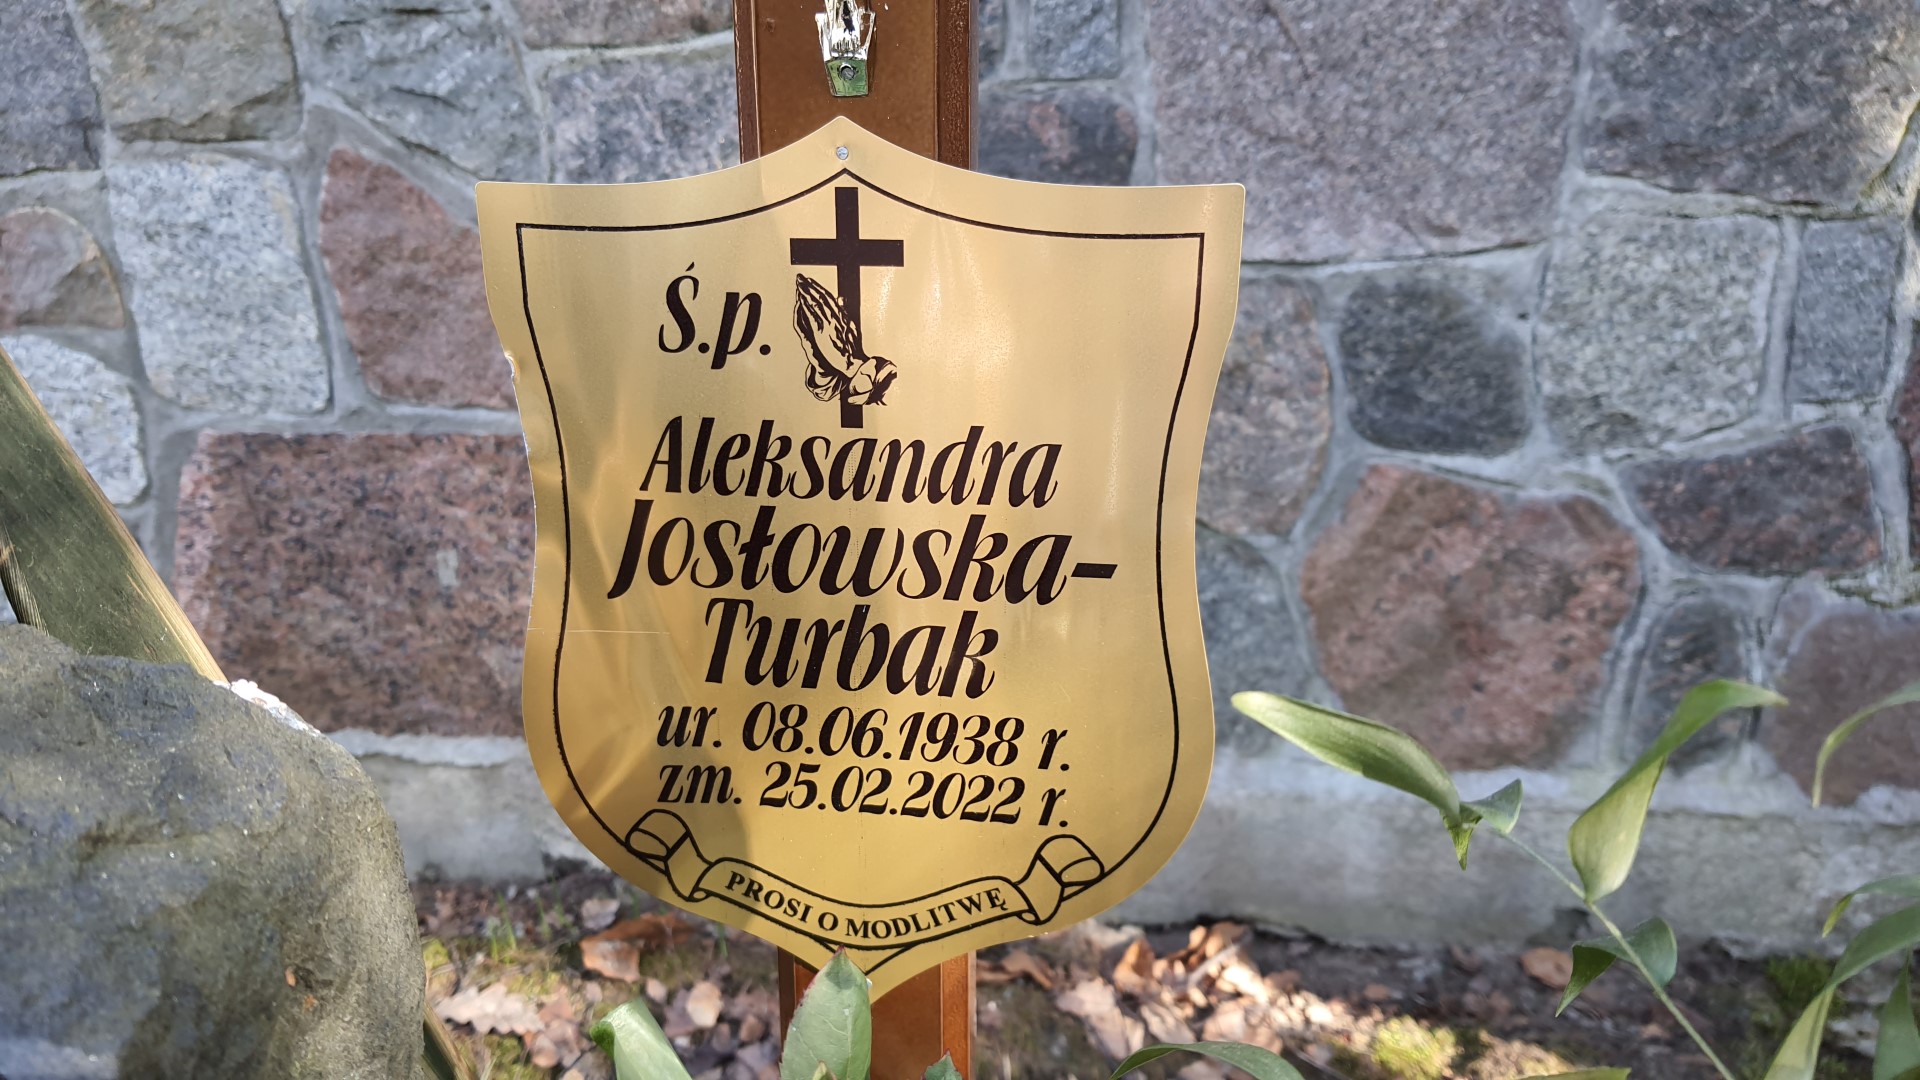 Ś.p.
Aleksandra
Josłowska-
Turbak
ur. 08.06.1938 r.
zm. 25.02.2022 r.
PROSI O MODLITWĘ